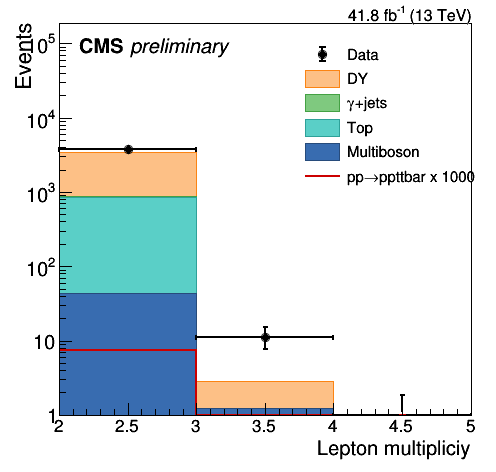 41.8 fb⁻¹ (13 TeV)
CMS preliminary
Events
Data
DY
γ+jets
Top
Multiboson
pp→ppttbar x 1000
10⁵
10⁴
10³
10²
10
1
2 2.5 3 3.5 4 4.5 5
Lepton multipliciy